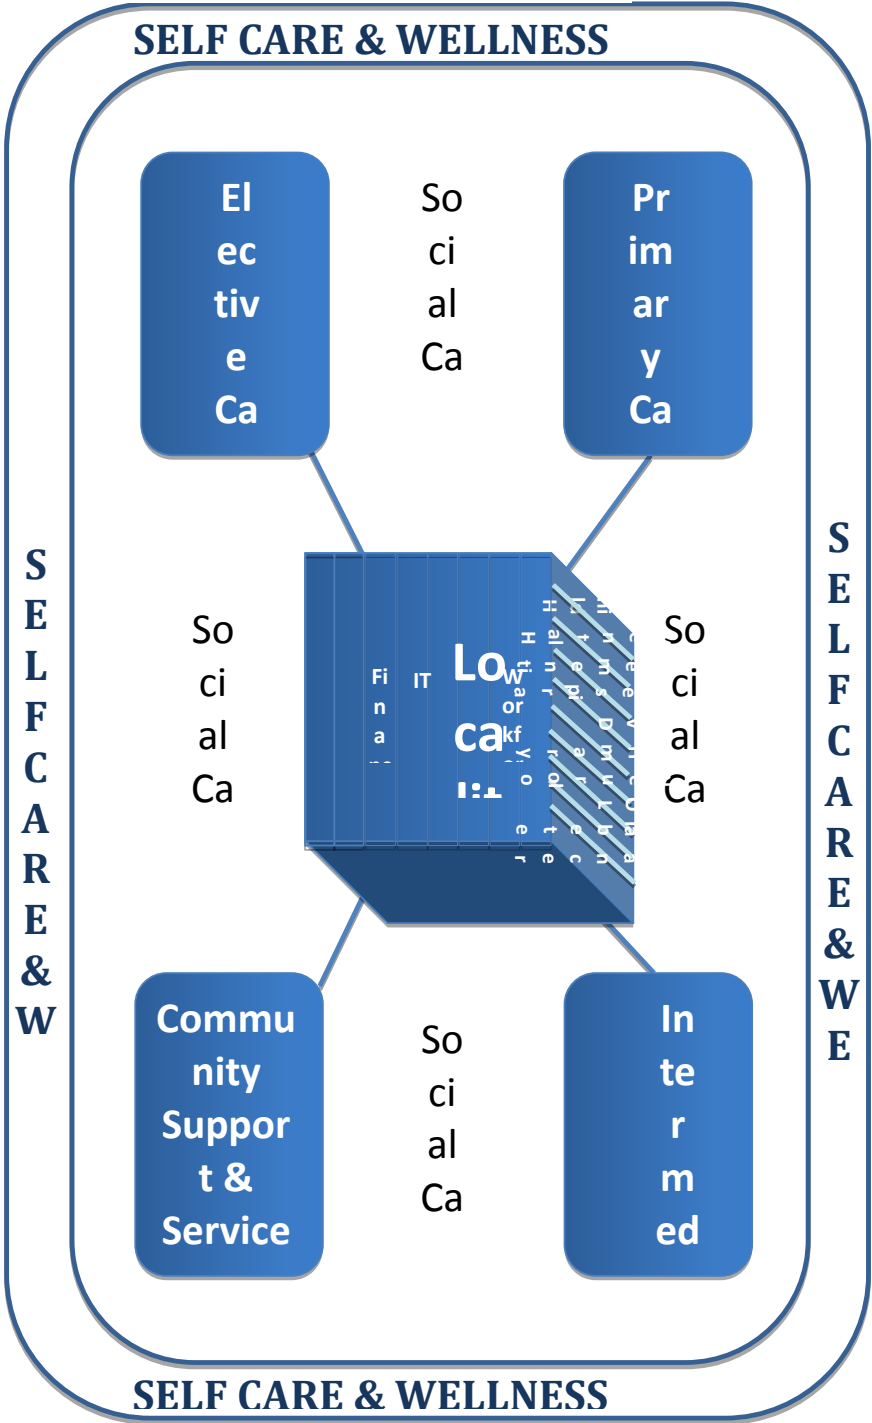 SELF CARE & WELLNESS
El
ec
tiv
e
Ca
So
ci
al
Ca
Pr
im
ar
y
Ca
S
E
L
F
C
A
R
E
&
W
So
ci
al
Ca
Fi
n
a
IT
Lo
ca
W
or
kf
So
ci
al
Ca
S
E
L
F
C
A
R
E
&
W
E
Commu
nity
Suppor
t &
Service
So
ci
al
Ca
In
te
r
m
ed
SELF CARE & WELLNESS